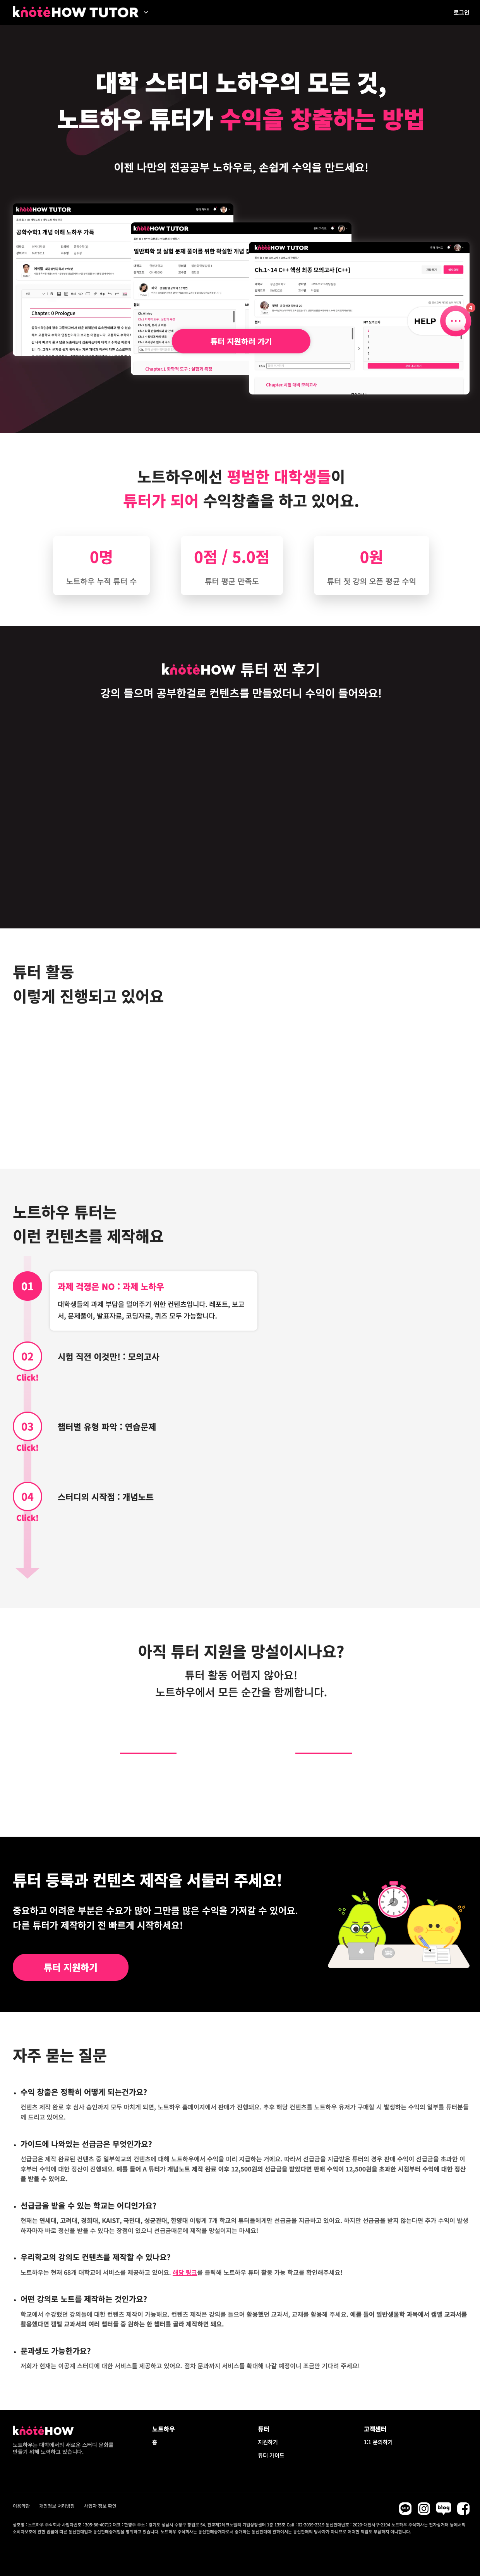 knoteHOW TUTOR
로그인
대학 스터디 노하우의 모든 것,
노트하우 튜터가 수익을 창출하는 방법
이젠 나만의 전공공부 노하우로, 손쉽게 수익을 만드세요!
knoteHOW TUTOR
공학수학1 개념 이해 노하우 가득
Chapter. 0 Prologue
knoteHOW TUTOR
Chapter.1 화학적 도구 : 실험과 측정
knoteHOW TUTOR
Ch.1~14 C++ 핵심 최종 모의고사 [C++]
Chapter.시험 대비 모의고사
HELP
4
튜터 지원하러 가기
노트하우에선 평범한 대학생들이
튜터가 되어 수익창출을 하고 있어요.
0명
노트하우 누적 튜터 수
0점 / 5.0점
튜터 평균 만족도
0원
튜터 첫 강의 오픈 평균 수익
knoteHOW 튜터 찐 후기
강의 들으며 공부한걸로 컨텐츠를 만들었더니 수익이 들어와요!
튜터 활동
이렇게 진행되고 있어요
노트하우 튜터는
이런 컨텐츠를 제작해요
01
과제 걱정은 NO : 과제 노하우
대학생들의 과제 부담을 덜어주기 위한 컨텐츠입니다. 레포트, 보고
서, 문제풀이, 발표자료, 코딩자료, 퀴즈 모두 가능합니다.
02
시험 직전 이것만! : 모의고사
Click!
03
챕터별 유형 파악 : 연습문제
Click!
04
스터디의 시작점 : 개념노트
Click!
아직 튜터 지원을 망설이시나요?
튜터 활동 어렵지 않아요!
노트하우에서 모든 순간을 함께합니다.
튜터 등록과 컨텐츠 제작을 서둘러 주세요!
중요하고 어려운 부분은 수요가 많아 그만큼 많은 수익을 가져갈 수 있어요.
다른 튜터가 제작하기 전 빠르게 시작하세요!
튜터 지원하기
자주 묻는 질문
수익 창출은 정확히 어떻게 되는건가요?
컨텐츠 제작 완료 후 심사 승인까지 모두 마치게 되면, 노트하우 홈페이지에서 판매가 진행돼요. 추후 해당 컨텐츠를 노트하우 유저가 구매할 시 발생하는 수익의 일부를 튜터분들
께 드리고 있어요.
가이드에 나와있는 선급금은 무엇인가요?
선급금은 제작 완료된 컨텐츠 중 일부학교의 컨텐츠에 대해 노트하우에서 수익을 미리 지급하는 거에요. 따라서 선급금을 지급받은 튜터의 경우 판매 수익이 선급금을 초과한 이
후부터 수익에 대한 정산이 진행돼요. 예를 들어 A 튜터가 개념노트 제작 완료 이후 12,500원의 선급금을 받았다면 판매 수익이 12,500원을 초과한 시점부터 수익에 대한 정산
을 받을 수 있어요.
선급금을 받을 수 있는 학교는 어디인가요?
현재는 연세대, 고려대, 경희대, KAIST, 국민대, 성균관대, 한양대 이렇게 7개 학교의 튜터들에게만 선급금을 지급하고 있어요. 하지만 선급금을 받지 않는다면 추가 수익이 발생
하자마자 바로 정산을 받을 수 있다는 장점이 있으니 선급금때문에 제작을 망설이지는 마세요!
우리학교의 강의도 컨텐츠를 제작할 수 있나요?
노트하우는 현재 68개 대학교에 서비스를 제공하고 있어요. 해당 링크를 클릭해 노트하우 튜터 활동 가능 학교를 확인해주세요!
어떤 강의로 노트를 제작하는 것인가요?
학교에서 수강했던 강의들에 대한 컨텐츠 제작이 가능해요. 컨텐츠 제작은 강의를 들으며 활용했던 교과서, 교재를 활용해 주세요. 예를 들어 일반생물학 과목에서 캠벨 교과서를
활용했다면 캠벨 교과서의 여러 챕터들 중 원하는 한 챕터를 골라 제작하면 돼요.
문과생도 가능한가요?
저희가 현재는 이공계 스터디에 대한 서비스를 제공하고 있어요. 점차 문과까지 서비스를 확대해 나갈 예정이니 조금만 기다려 주세요!
knoteHOW
노트하우는 대학에서의 새로운 스터디 문화를
만들기 위해 노력하고 있습니다.
노트하우
홈
튜터
지원하기
튜터 가이드
고객센터
1:1 문의하기
이용약관
개인정보 처리방침
사업자 정보 확인
blog